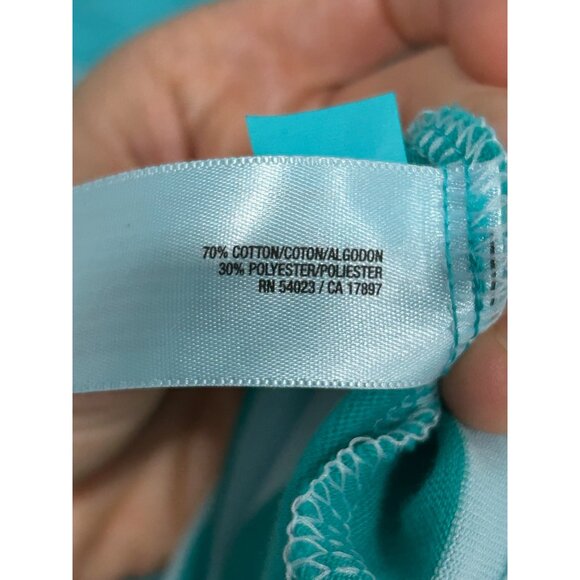 70% COTTON/COTON/ALGODON
30% POLYESTER/POLIESTER
RN 54023 / CA 17897